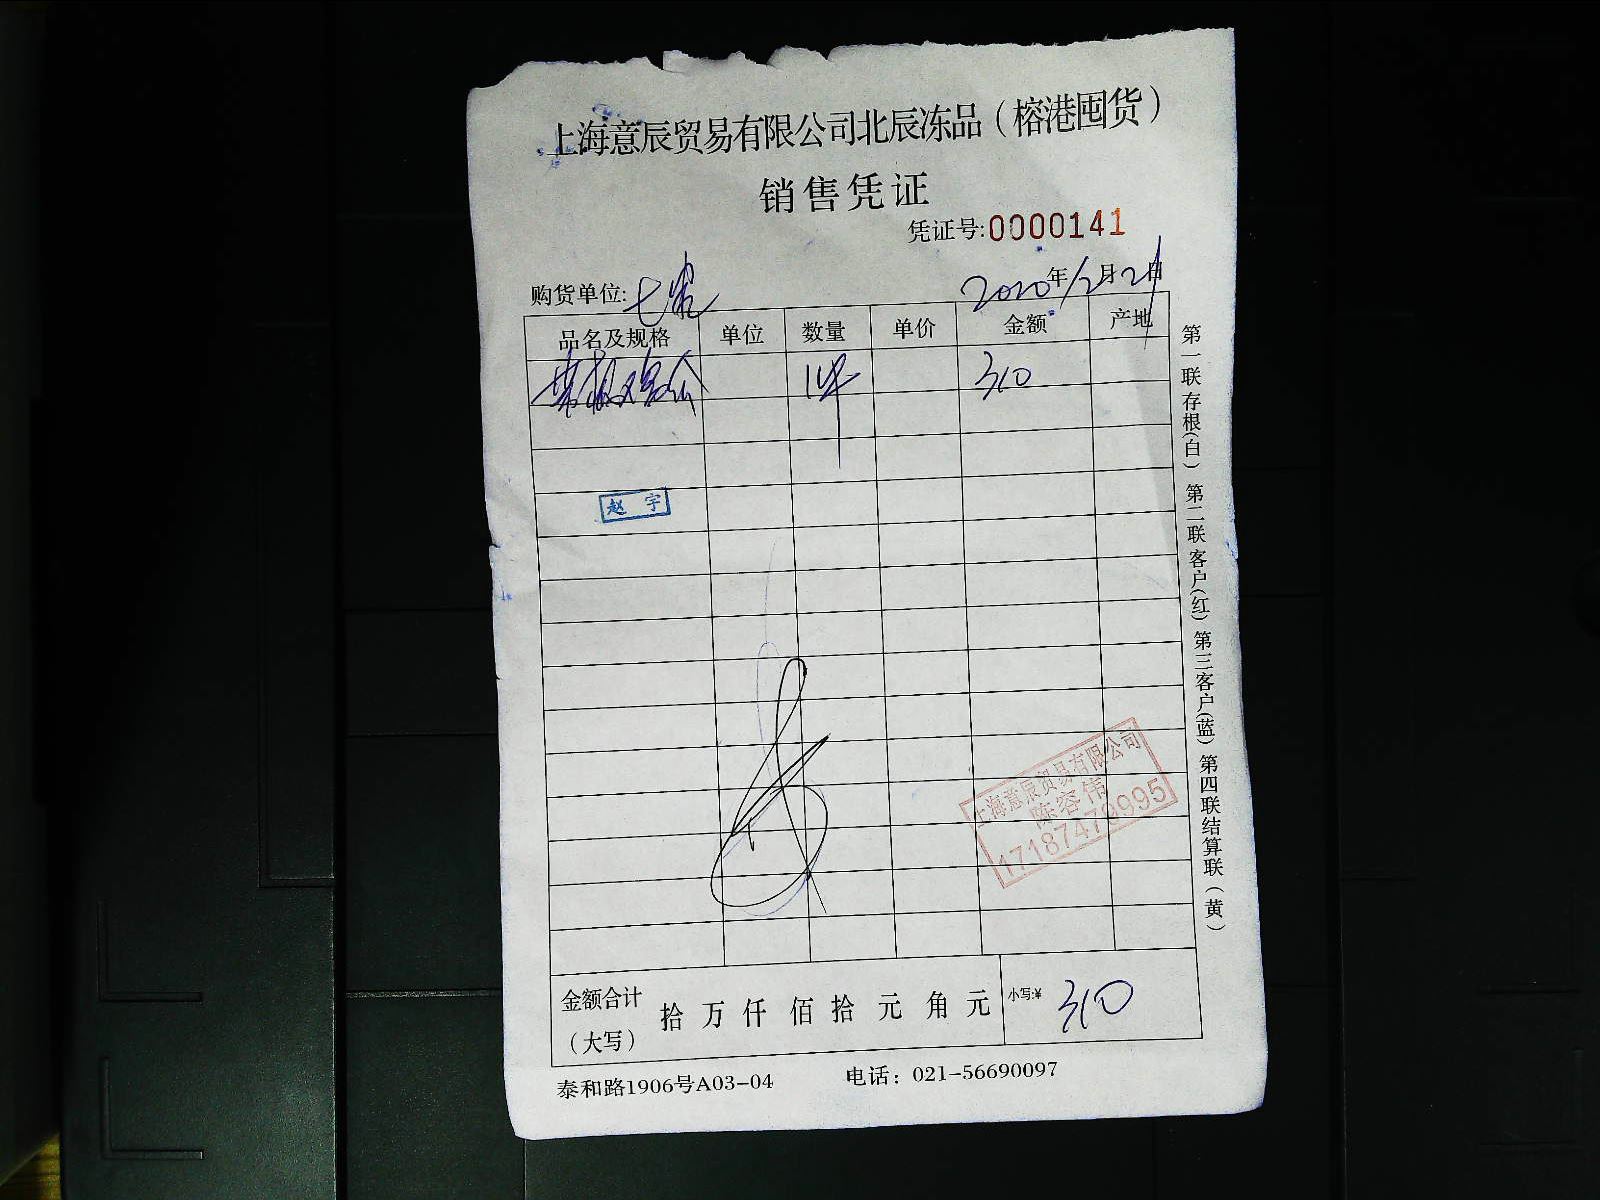 上海意辰贸易有限公司北辰冻品（榕港囤货）
销售凭证
凭证号:0000141
购货单位:七宝 2020年12月21日
品名及规格 单位 数量 单价 金额 产地
1件 310
赵宇
上海意辰贸易有限公司
陈容伟
17187479995
金额合计（大写） 拾 万 仟 佰 拾 元 角 元 小写:¥ 310
泰和路1906号A03-04 电话：021-56690097
第一联存根(白) 第二联客户(红) 第三客户(蓝) 第四联结算联（黄）